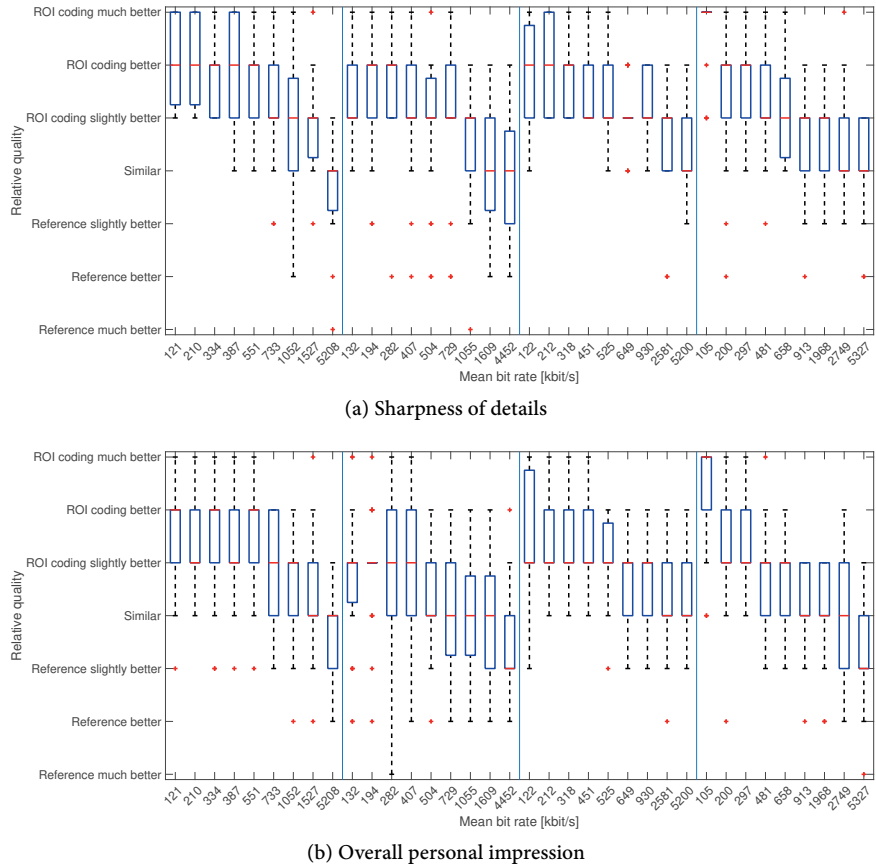 ROI coding much better
ROI coding better
ROI coding slightly better
Similar
Reference slightly better
Reference better
Reference much better
Relative quality
121 210 334 387 551 733 1052 1527 5208 132 194 282 407 504 729 1055 1609 4452 122 212 318 451 525 649 930 2581 5200 105 200 297 481 658 913 1968 2749 5327
Mean bit rate [kbit/s]
(a) Sharpness of details
ROI coding much better
ROI coding better
ROI coding slightly better
Similar
Reference slightly better
Reference better
Reference much better
Relative quality
121 210 334 387 551 733 1052 1527 5208 132 194 282 407 504 729 1055 1609 4452 122 212 318 451 525 649 930 2581 5200 105 200 297 481 658 913 1968 2749 5327
Mean bit rate [kbit/s]
(b) Overall personal impression